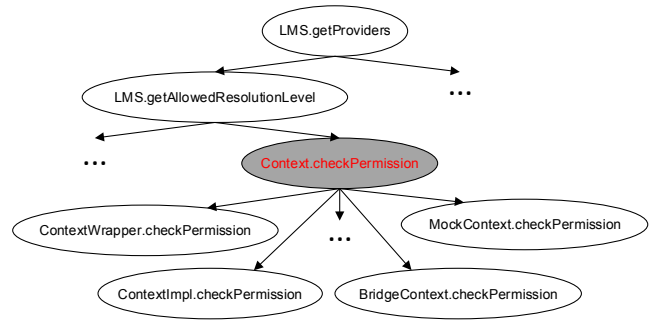 LMS.getProviders
LMS.getAllowedResolutionLevel
...
...
Context.checkPermission
ContextWrapper.checkPermission
...
MockContext.checkPermission
ContextImpl.checkPermission
BridgeContext.checkPermission